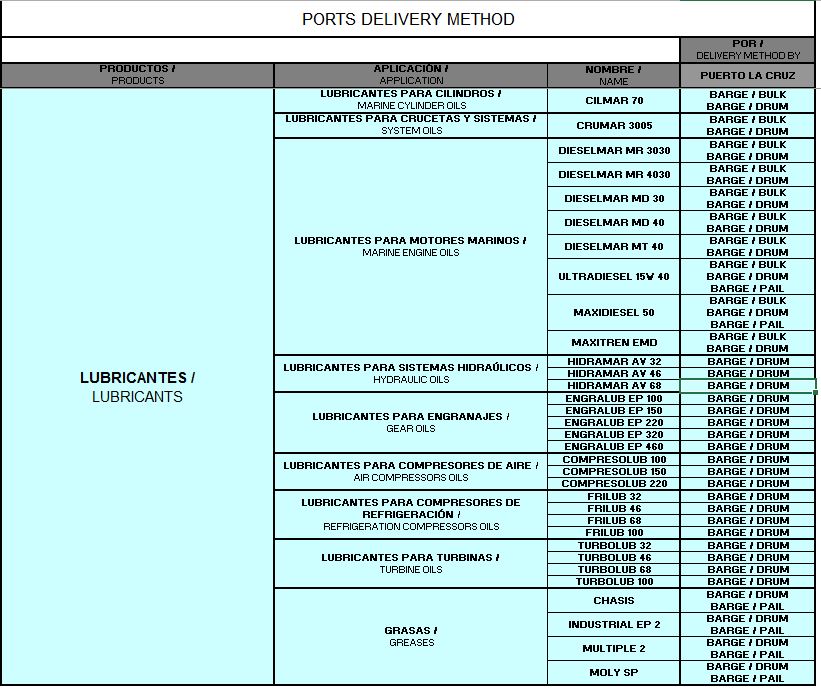 PORTS DELIVERY METHOD
POR /
DELIVERY METHOD BY
PRODUCTOS /
PRODUCTS
APLICACIÓN /
APPLICATION
NOMBRE /
NAME
PUERTO LA CRUZ
LUBRICANTES /
LUBRICANTS
LUBRICANTES PARA CILINDROS /
MARINE CYLINDER OILS
CILMAR 70
BARGE / BULK
BARGE / DRUM
LUBRICANTES PARA CRUCETAS Y SISTEMAS /
SYSTEM OILS
CRUMAR 3005
BARGE / BULK
BARGE / DRUM
LUBRICANTES PARA MOTORES MARINOS /
MARINE ENGINE OILS
DIESELMAR MR 3030
BARGE / BULK
BARGE / DRUM
DIESELMAR MR 4030
BARGE / BULK
BARGE / DRUM
DIESELMAR MD 30
BARGE / BULK
BARGE / DRUM
DIESELMAR MD 40
BARGE / BULK
BARGE / DRUM
DIESELMAR MT 40
BARGE / BULK
BARGE / DRUM
ULTRADIESEL 15W 40
BARGE / BULK
BARGE / DRUM
BARGE / PAIL
MAXIDIESEL 50
BARGE / BULK
BARGE / DRUM
BARGE / PAIL
MAXITREN EMD
BARGE / BULK
BARGE / DRUM
LUBRICANTES PARA SISTEMAS HIDRAÚLICOS /
HYDRAULIC OILS
HIDRAMAR AV 32
BARGE / DRUM
HIDRAMAR AV 46
BARGE / DRUM
HIDRAMAR AV 68
BARGE / DRUM
LUBRICANTES PARA ENGRANAJES /
GEAR OILS
ENGRALUB EP 100
BARGE / DRUM
ENGRALUB EP 150
BARGE / DRUM
ENGRALUB EP 220
BARGE / DRUM
ENGRALUB EP 320
BARGE / DRUM
ENGRALUB EP 460
BARGE / DRUM
LUBRICANTES PARA COMPRESORES DE AIRE /
AIR COMPRESSORS OILS
COMPRESOLUB 100
BARGE / DRUM
COMPRESOLUB 150
BARGE / DRUM
COMPRESOLUB 220
BARGE / DRUM
LUBRICANTES PARA COMPRESORES DE
REFRIGERACIÓN /
REFRIGERATION COMPRESSORS OILS
FRILUB 32
BARGE / DRUM
FRILUB 46
BARGE / DRUM
FRILUB 68
BARGE / DRUM
FRILUB 100
BARGE / DRUM
LUBRICANTES PARA TURBINAS /
TURBINE OILS
TURBOLUB 32
BARGE / DRUM
TURBOLUB 46
BARGE / DRUM
TURBOLUB 68
BARGE / DRUM
TURBOLUB 100
BARGE / DRUM
GRASAS /
GREASES
CHASIS
BARGE / DRUM
BARGE / PAIL
INDUSTRIAL EP 2
BARGE / DRUM
BARGE / PAIL
MULTIPLE 2
BARGE / DRUM
BARGE / PAIL
MOLY SP
BARGE / DRUM
BARGE / PAIL